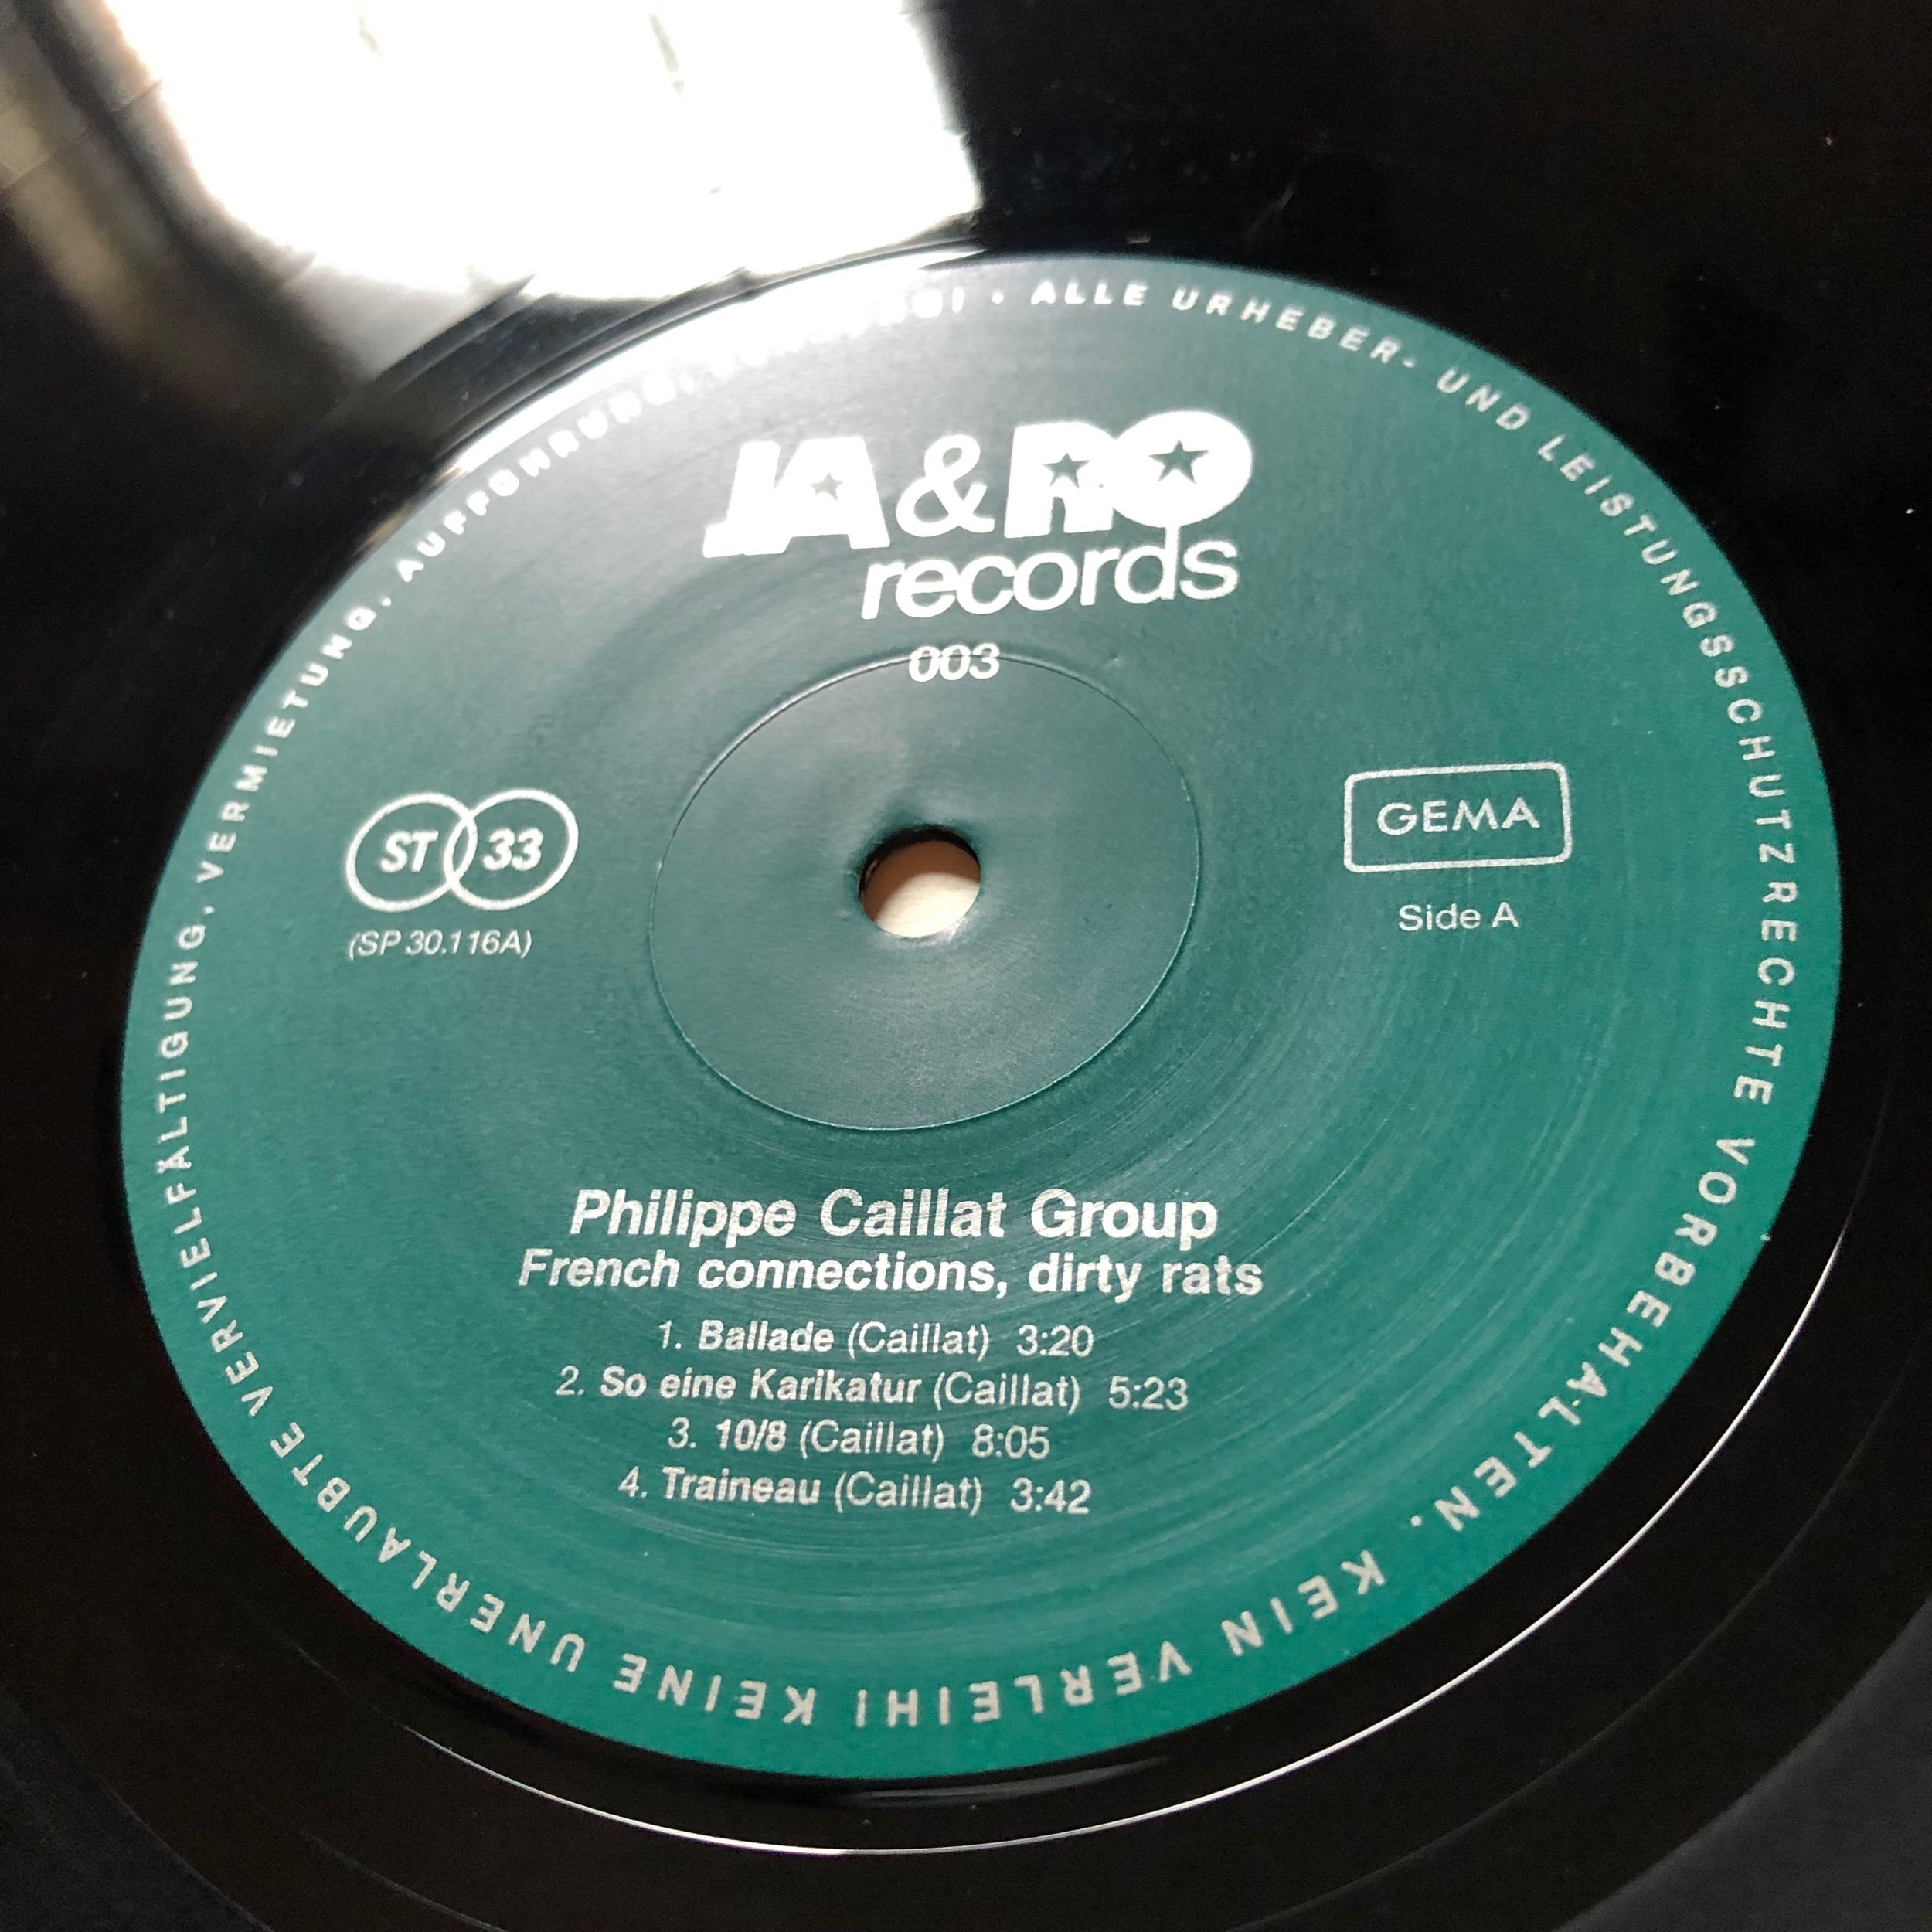 JA & RO
records
003
ST 33
(SP 30.116A)
GEMA
Side A
Philippe Caillat Group
French connections, dirty rats
1. Ballade (Caillat) 3:20
2. So eine Karikatur (Caillat) 5:23
3. 10/8 (Caillat) 8:05
4. Traineau (Caillat) 3:42
ALLE URHEBER- UND LEISTUNGSSCHUTZRECHTE VORBEHALTEN. KEIN VERLEIH! KEINE UNERLAUBTE VERVIELFÄLTIGUNG, VERMIETUNG, AUFFÜHRUNG,